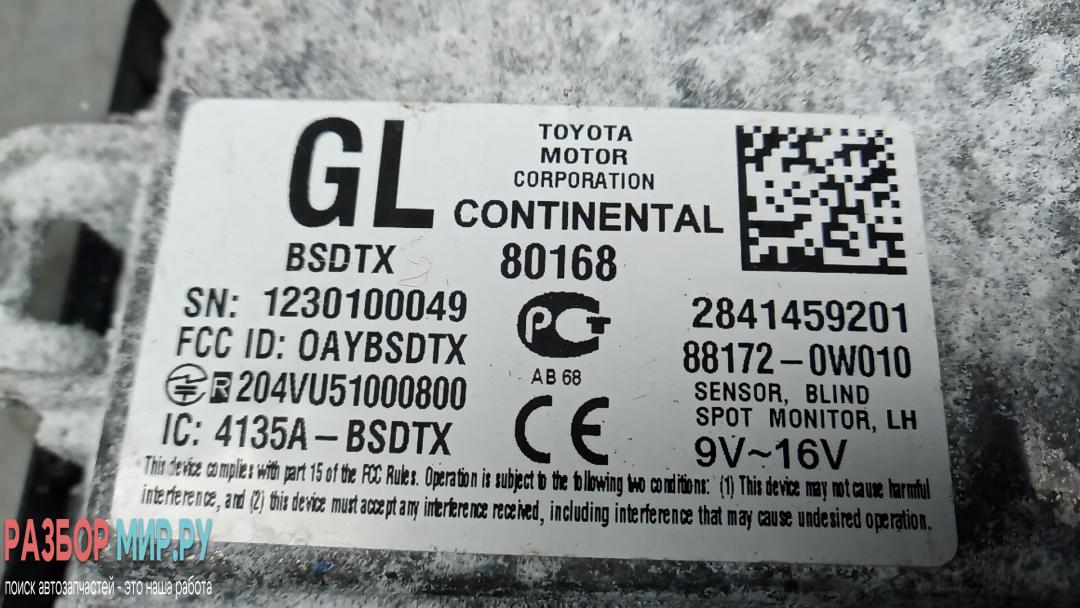 GL
TOYOTA
MOTOR
CORPORATION
CONTINENTAL
BSDTX
80168
SN: 1230100049
FCC ID: OAYBSDTX
R 204VU51000800
IC: 4135A-BSDTX
AB 68
CE
2841459201
88172-0W010
SENSOR, BLIND
SPOT MONITOR, LH
9V~16V
This device complies with part 15 of the FCC Rules. Operation is subject to the following two conditions: (1) This device may not cause harmful
interference, and (2) this device must accept any interference received, including interference that may cause undesired operation.
РАЗБОР МИР.РУ
поиск автозапчастей - это наша работа